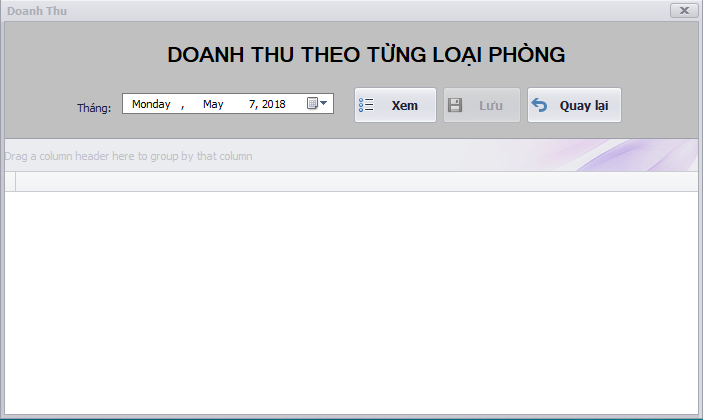 Doanh Thu
DOANH THU THEO TỪNG LOẠI PHÒNG
Tháng: Monday , May 7, 2018 Xem Lưu Quay lại
Drag a column header here to group by that column